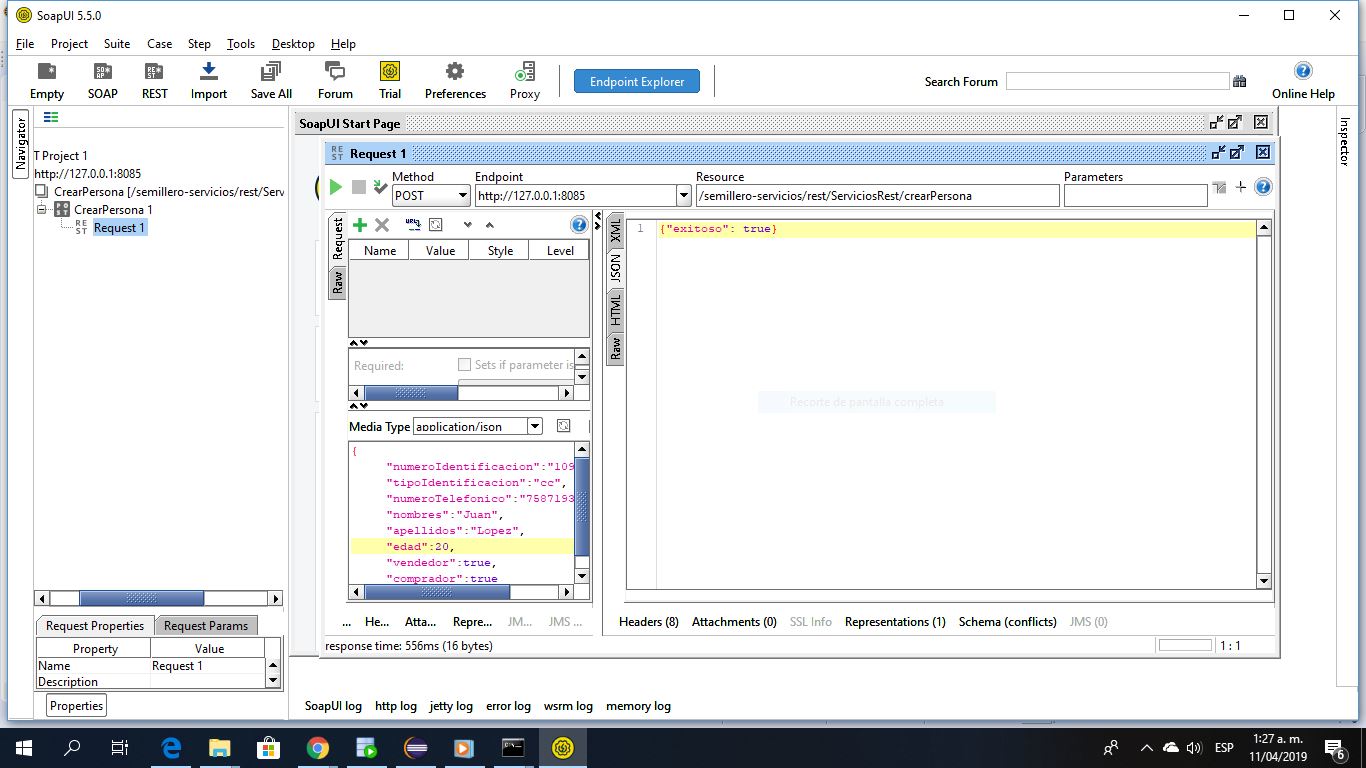 SoapUI 5.5.0
File Project Suite Case Step Tools Desktop Help
Empty SOAP REST Import Save All Forum Trial Preferences Proxy Endpoint Explorer Search Forum Online Help
Navigator
Inspector
T Project 1
http://127.0.0.1:8085
CrearPersona [/semillero-servicios/rest/Serv
CrearPersona 1
Request 1
SoapUI Start Page
Request 1
Method Endpoint Resource Parameters
POST http://127.0.0.1:8085 /semillero-servicios/rest/ServiciosRest/crearPersona
Request
Raw
Name Value Style Level
Required: Sets if parameter is
Media Type application/json
{
"numeroIdentificacion":"109
"tipoIdentificacion":"cc",
"numeroTelefonico":"7587193
"nombres":"Juan",
"apellidos":"Lopez",
"edad":20,
"vendedor":true,
"comprador":true
... He... Atta... Repre... JM... JMS ...
XML
JSON
HTML
Raw
1 {"exitoso": true}
Recorte de pantalla completa
Headers (8) Attachments (0) SSL Info Representations (1) Schema (conflicts) JMS (0)
response time: 556ms (16 bytes) 1 : 1
Request Properties Request Params
Property Value
Name Request 1
Description
Properties
SoapUI log http log jetty log error log wsrm log memory log
ESP 1:27 a. m.
11/04/2019
6